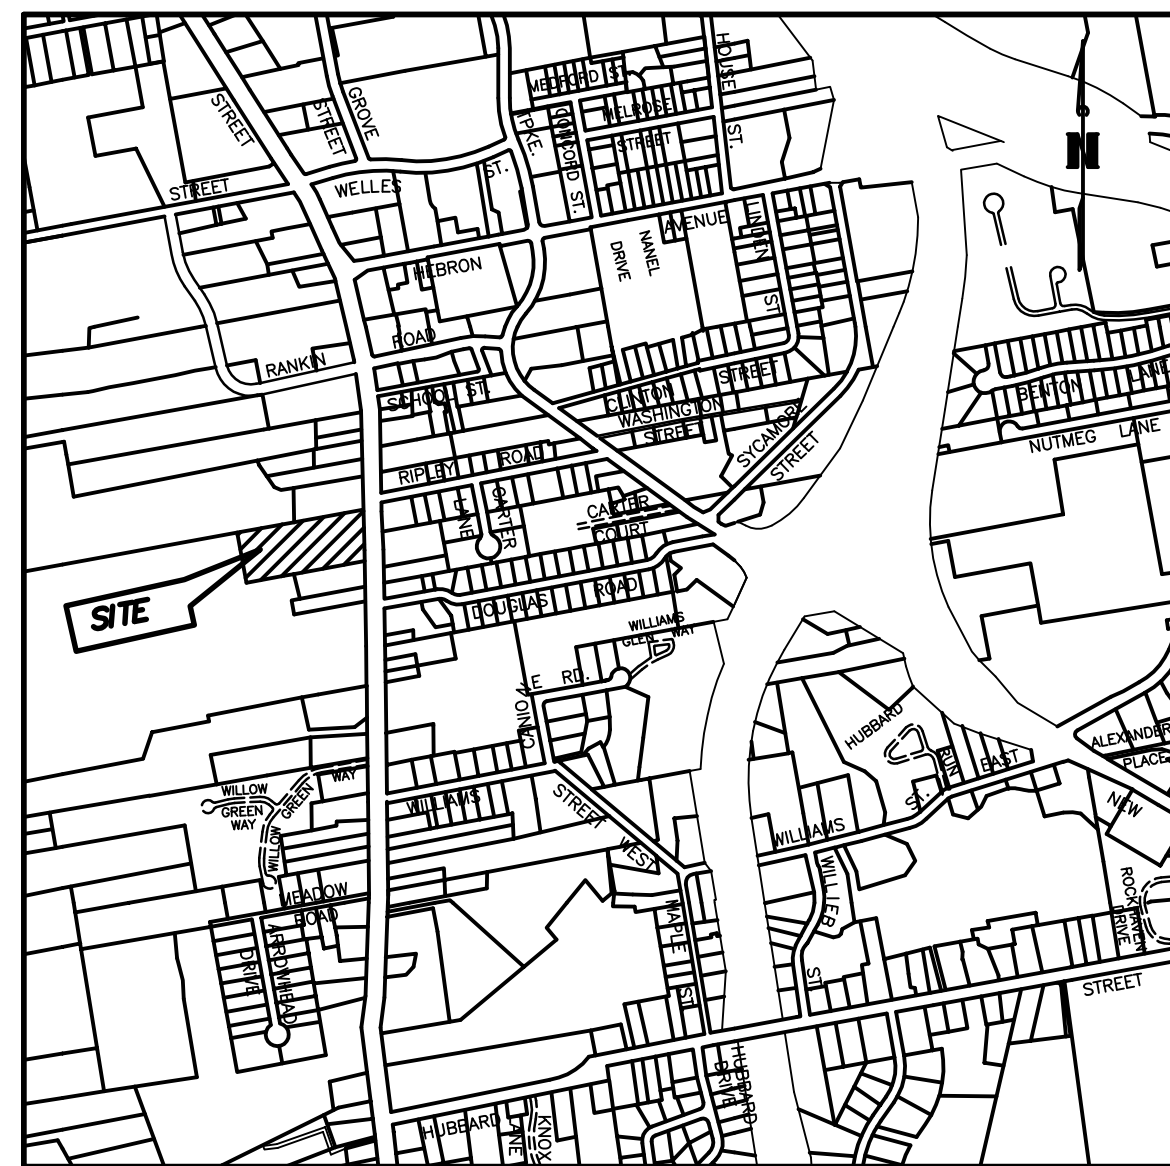 HOUSE
MEDFORD ST.
GROVE
STREET
STREET
TPKE.
CONCORD ST.
MELROSE
STREET
ST.
ST.
N
STREET
WELLES
AVENUE
LINDEN
NANEL
DRIVE
HEBRON
ST
ROAD
RANKIN
SCHOOL ST.
CLINTON
STREET
WASHINGTON
STREET
BENTON
LANE
NUTMEG LANE
SYCAMORE
STREET
RIPLEY ROAD
CARTER
LANE
CARTER
COURT
SITE
DOUGLAS ROAD
WILLIAMS
GLEN WAY
RD.
HUBBARD
RUN
EAST
ALEXANDER
PLACE
NEW
WAY
WILLOW
GREEN
WAY
GREEN
WILLOW
WILLIAMS
STREET
WEST
WILLIAMS
ST.
WILLIEB
ST
MEADOW
ROAD
ARROWHEAD
DRIVE
MAPLE
ST
ROCKHAVEN
DRIVE
STREET
HUBBARD
DRIVE
HUBBARD
KNOX
LANE